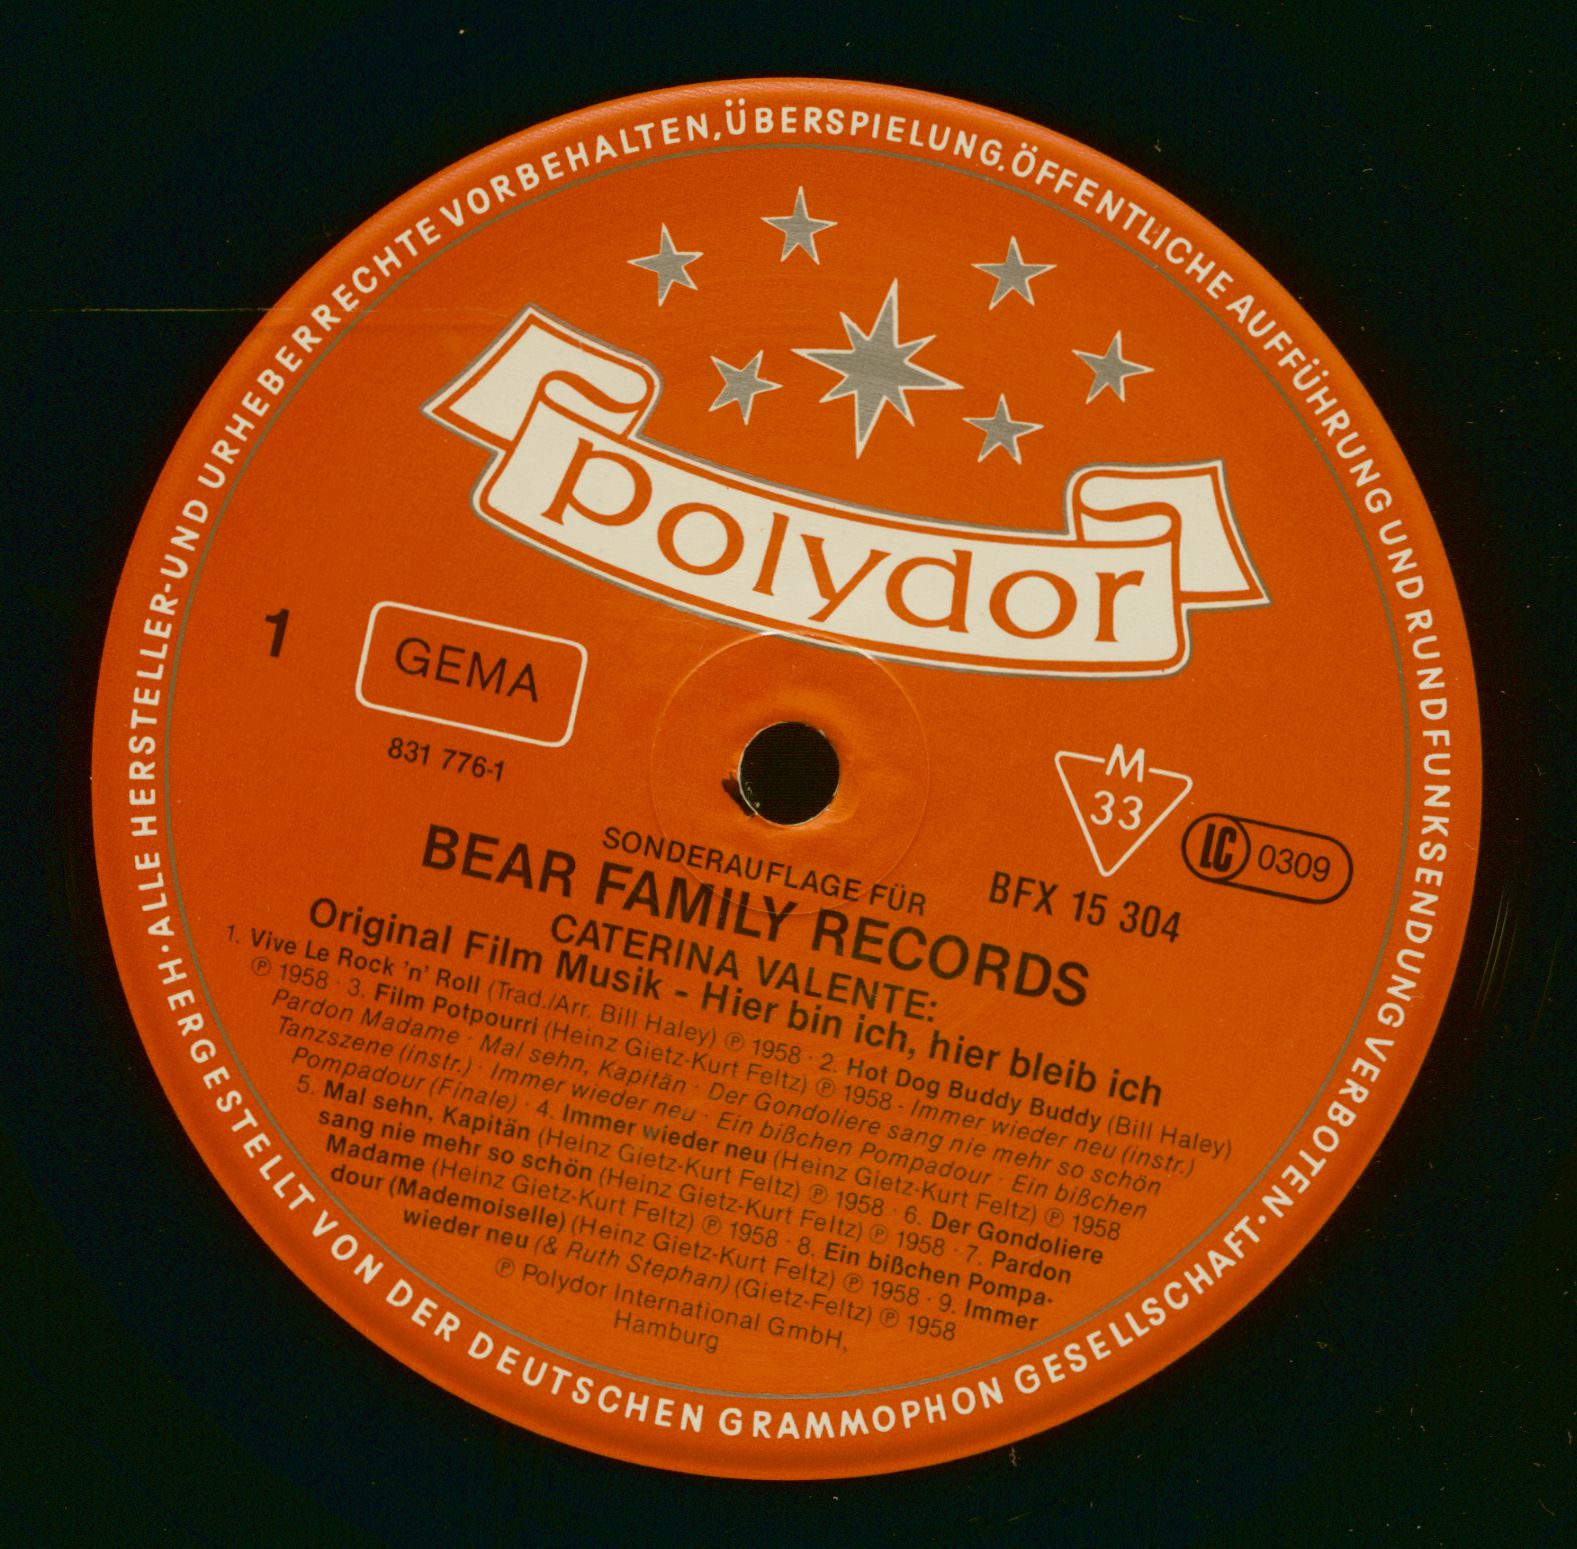 ALLE HERSTELLER-UND URHEBERRECHTE VORBEHALTEN, ÜBERSPIELUNG, ÖFFENTLICHE AUFFÜHRUNG UND RUNDFUNKSENDUNG VERBOTEN
polydor
1
GEMA
831 776-1
M
33
LC 0309
BFX 15 304
SONDERAUFLAGE FÜR
BEAR FAMILY RECORDS
CATERINA VALENTE:
Original Film Musik - Hier bin ich, hier bleib ich
1. Vive Le Rock 'n' Roll (Trad./Arr. Bill Haley) ℗ 1958 · 2. Hot Dog Buddy Buddy (Bill Haley)
℗ 1958 · 3. Film Potpourri (Heinz Gietz-Kurt Feltz) ℗ 1958 - Immer wieder neu (instr.)
Pardon Madame · Mal sehn, Kapitän · Der Gondoliere sang nie mehr so schön
Tanzszene (instr.) · Immer wieder neu · Ein bißchen Pompadour · Ein bißchen
Pompadour (Finale) · 4. Immer wieder neu (Heinz Gietz-Kurt Feltz) ℗ 1958
5. Mal sehn, Kapitän (Heinz Gietz-Kurt Feltz) ℗ 1958 · 6. Der Gondoliere
sang nie mehr so schön (Heinz Gietz-Kurt Feltz) ℗ 1958 · 7. Pardon
Madame (Heinz Gietz-Kurt Feltz) ℗ 1958 · 8. Ein bißchen Pompa-
dour (Mademoiselle) (Heinz Gietz-Kurt Feltz) ℗ 1958 · 9. Immer
wieder neu (& Ruth Stephan) (Gietz-Feltz) ℗ 1958
℗ Polydor International GmbH,
Hamburg
· HERGESTELLT VON DER DEUTSCHEN GRAMMOPHON GESELLSCHAFT ·